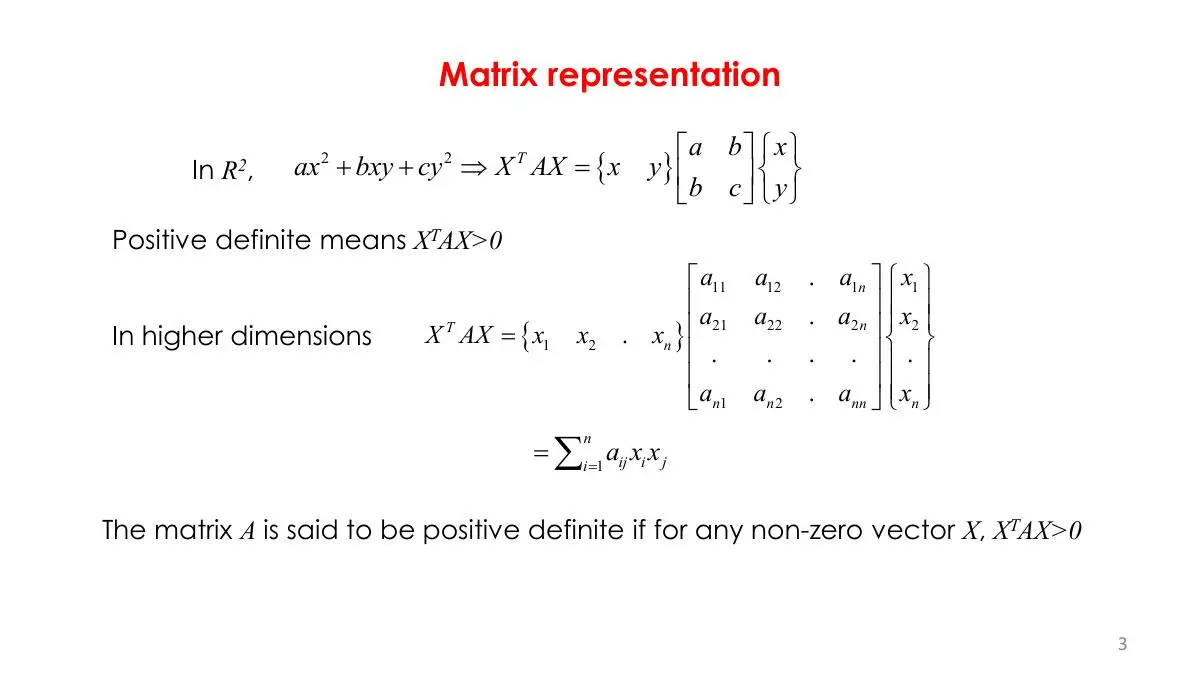 Matrix representation
In R², ax² + bxy + cy² ⇒ XᵀAX = {x y} [a b; b c] {x; y}
Positive definite means XᵀAX>0
In higher dimensions XᵀAX = {x₁ x₂ . xₙ} [a₁₁ a₁₂ . a₁ₙ; a₂₁ a₂₂ . a₂ₙ; . . . .; aₙ₁ aₙ₂ . aₙₙ] {x₁; x₂; .; xₙ}
= ∑ᵢ₌₁ⁿ aᵢⱼxᵢxⱼ
The matrix A is said to be positive definite if for any non-zero vector X, XᵀAX>0
3